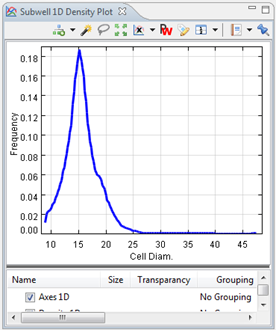 Subwell 1D Density Plot
0.18
0.16
0.14
0.12
0.10
0.08
0.06
0.04
0.02
0.00
Frequency
10 15 20 25 30 35 40 45
Cell Diam.
Name Size Transparancy Grouping
Axes 1D No Grouping